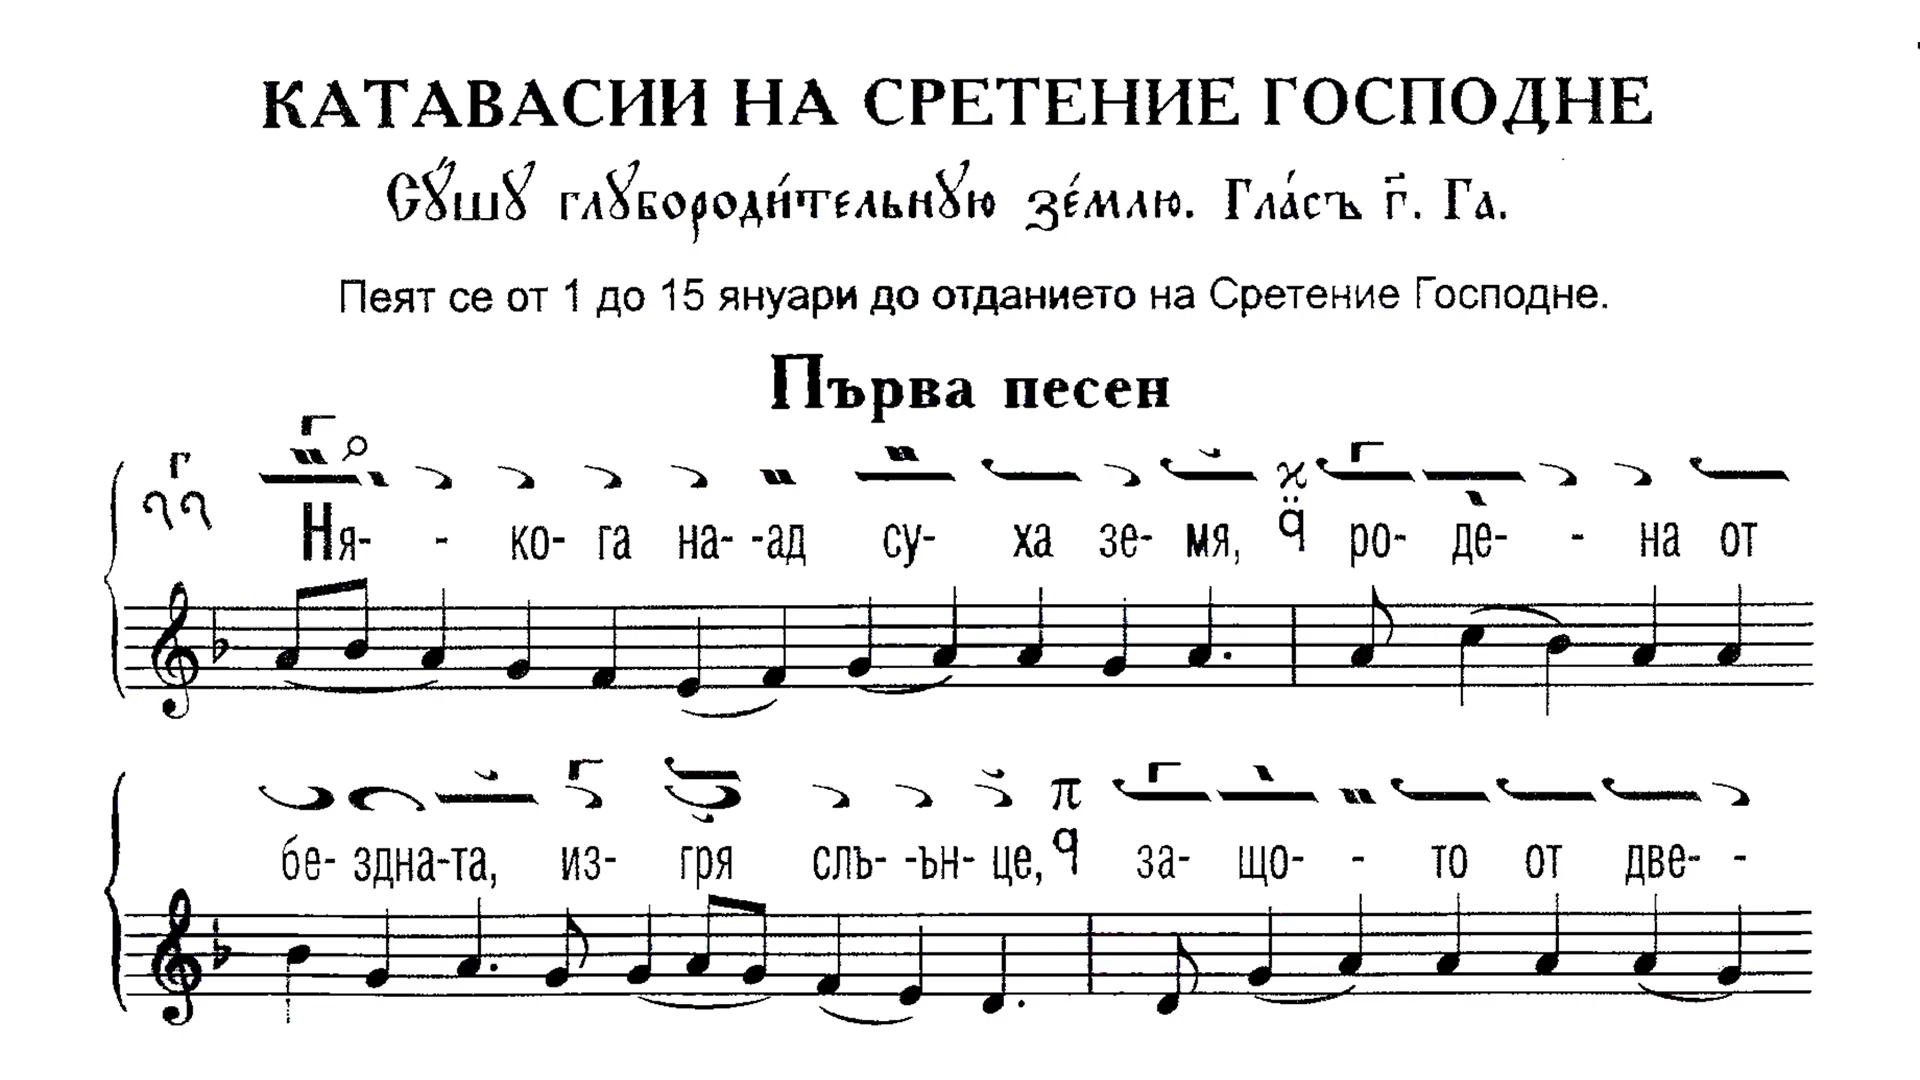 КАТАВАСИИ НА СРЕТЕНИЕ ГОСПОДНЕ
Сꙋ́шꙋ глꙋбороди́тельнꙋю зе́млю. Гла́съ г҃. Га.
Пеят се от 1 до 15 януари до отданието на Сретение Господне.
Първа песен
Ня- - ко- га на- -ад су- ха зе- мя, ро- де- - на от
бе- здна-та, из- гря слъ- -ън- це, за- що- - то от две- -